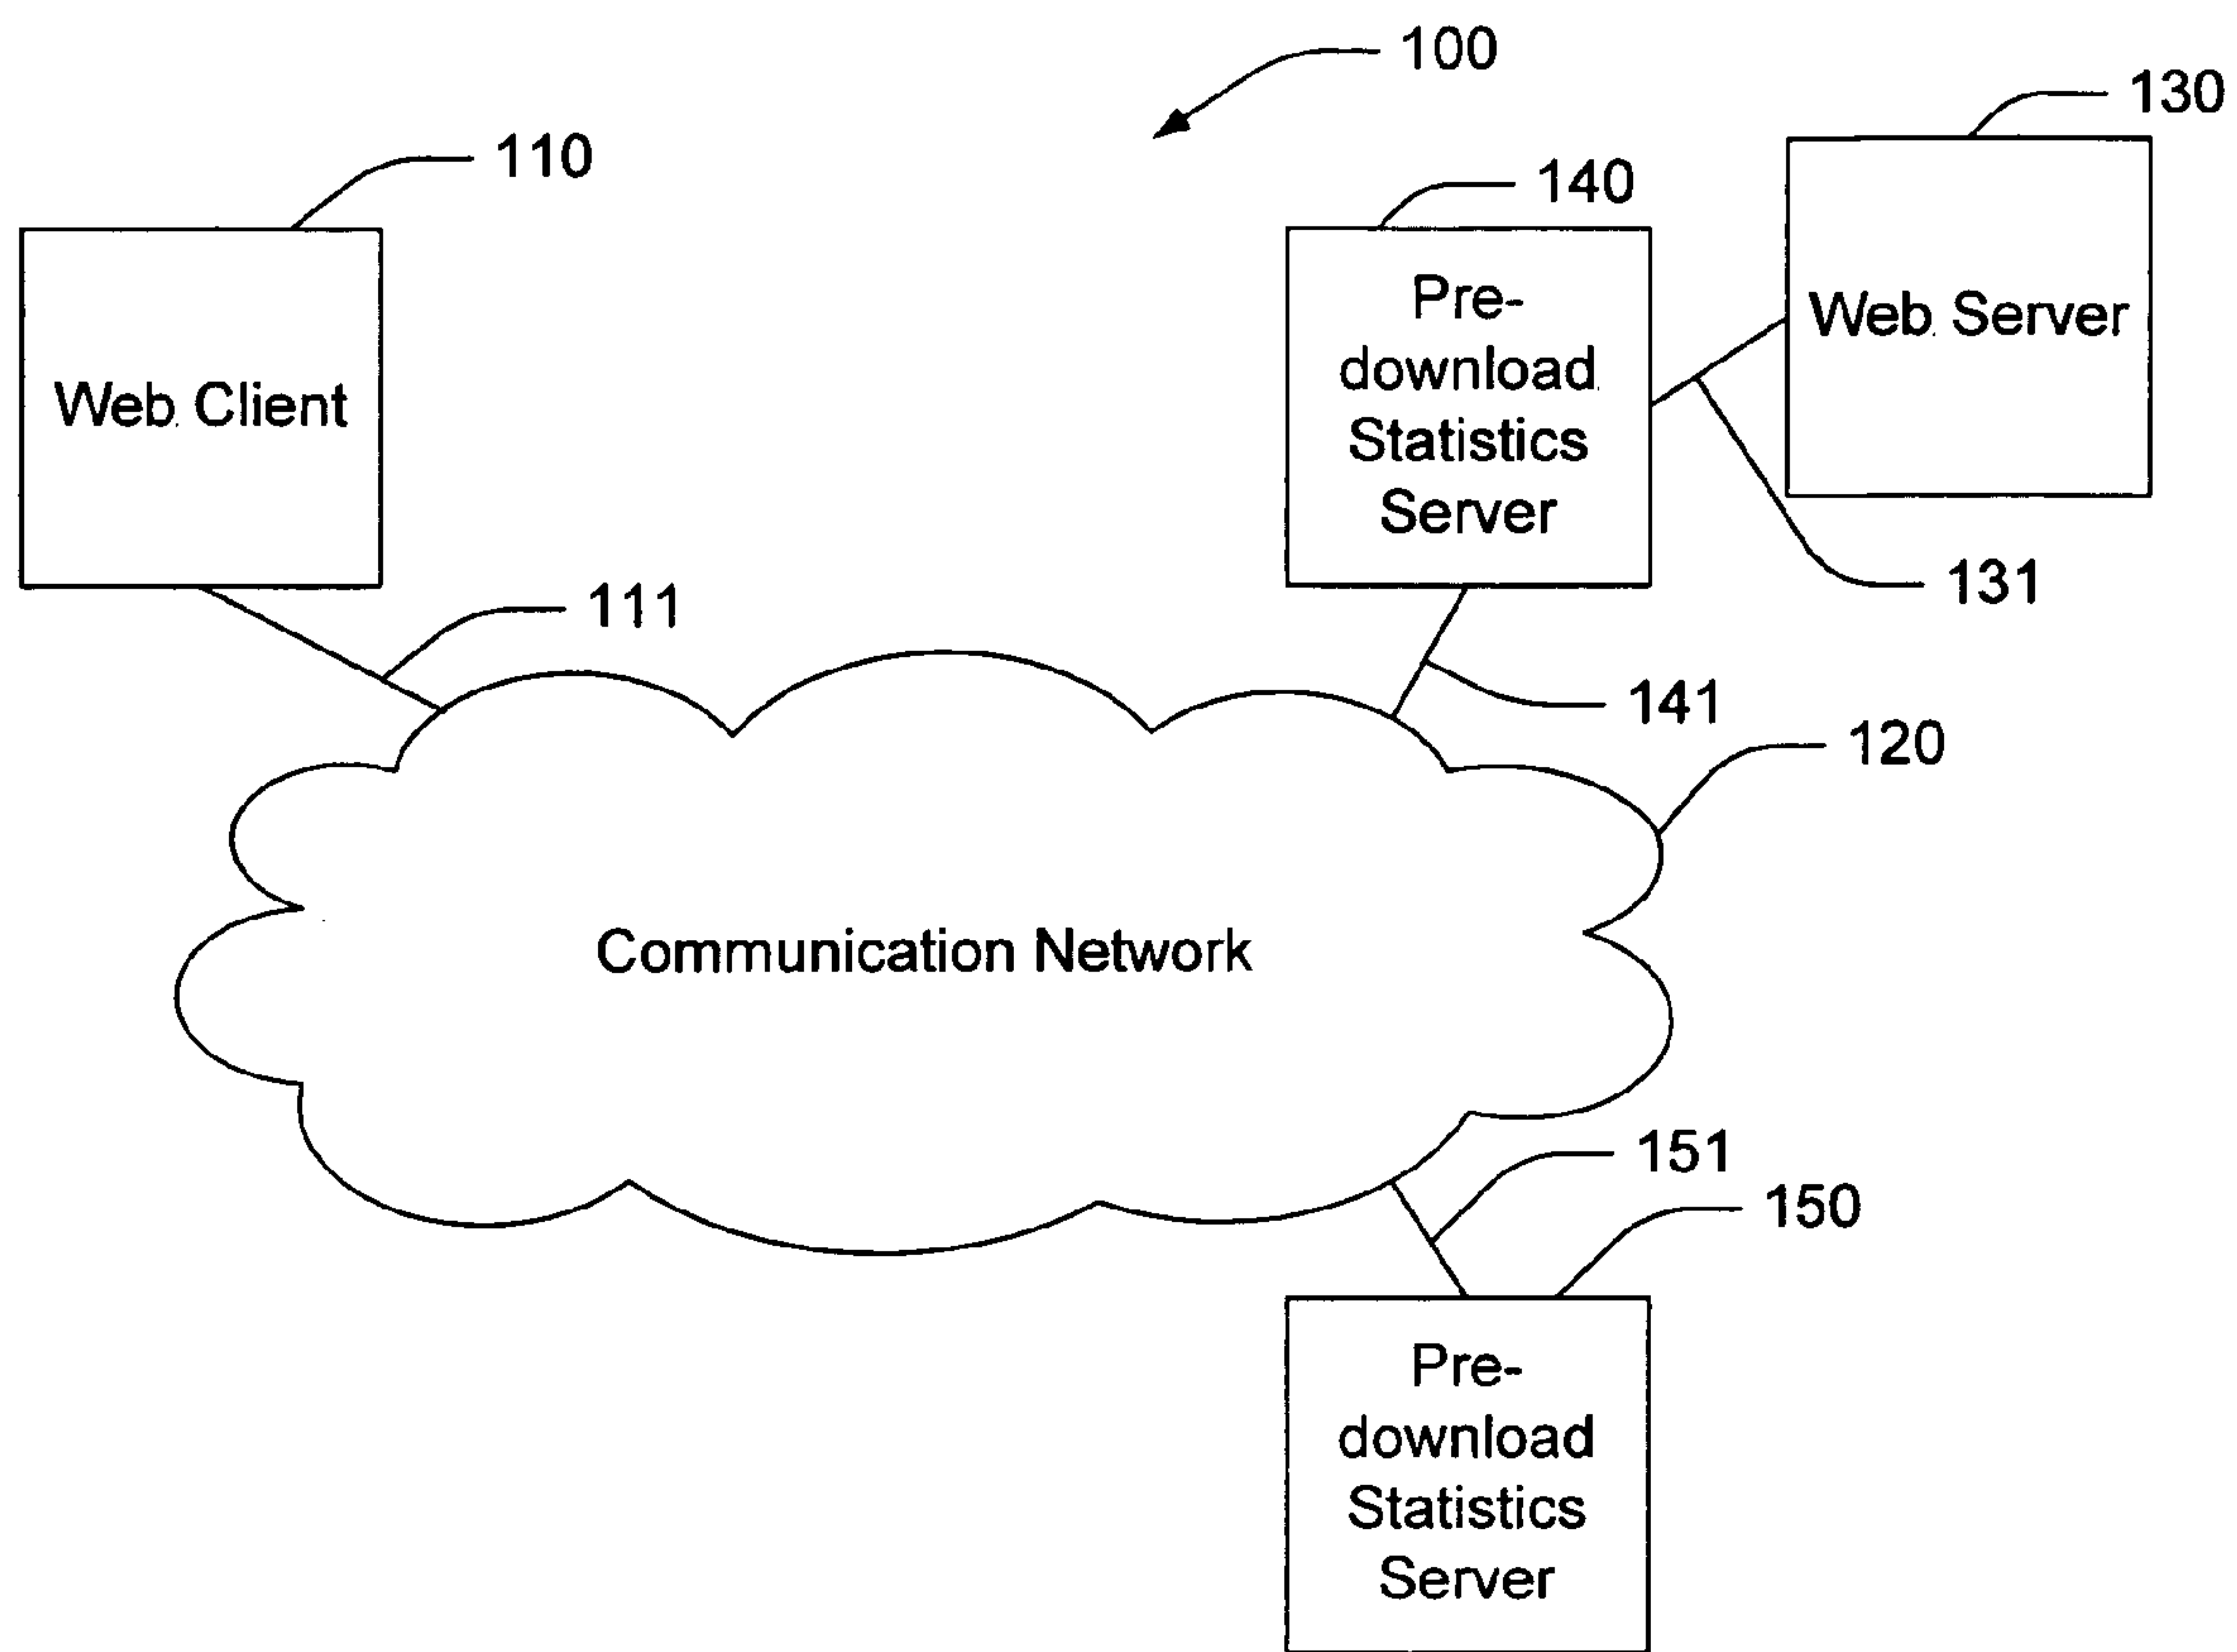 100
130
110
140
Pre-
download
Statistics
Server
Web Server
Web Client
131
111
141
120
Communication Network
151
150
Pre-
download
Statistics
Server